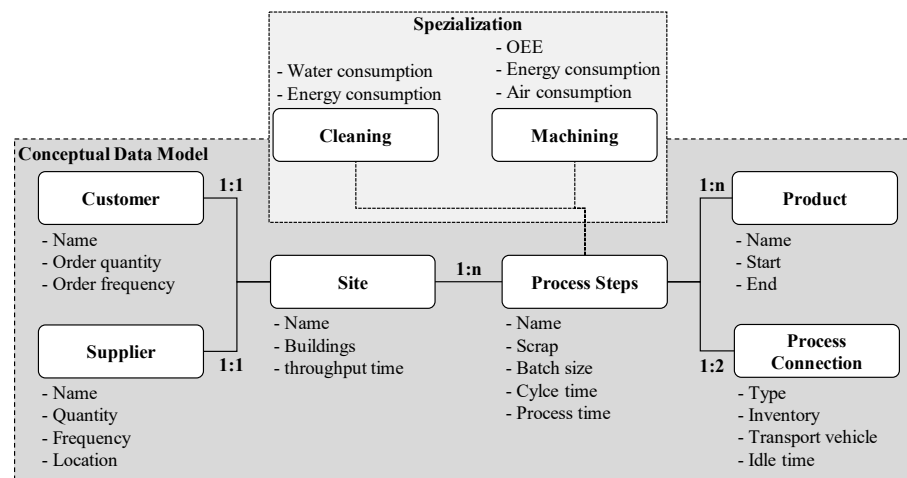 Spezialization
- Water consumption
- Energy consumption
- OEE
- Energy consumption
- Air consumption
Cleaning
Machining
Conceptual Data Model
Customer
1:1
- Name
- Order quantity
- Order frequency
Supplier
1:1
- Name
- Quantity
- Frequency
- Location
Site
- Name
- Buildings
- throughput time
1:n
Process Steps
- Name
- Scrap
- Batch size
- Cylce time
- Process time
1:n
Product
- Name
- Start
- End
1:2
Process
Connection
- Type
- Inventory
- Transport vehicle
- Idle time